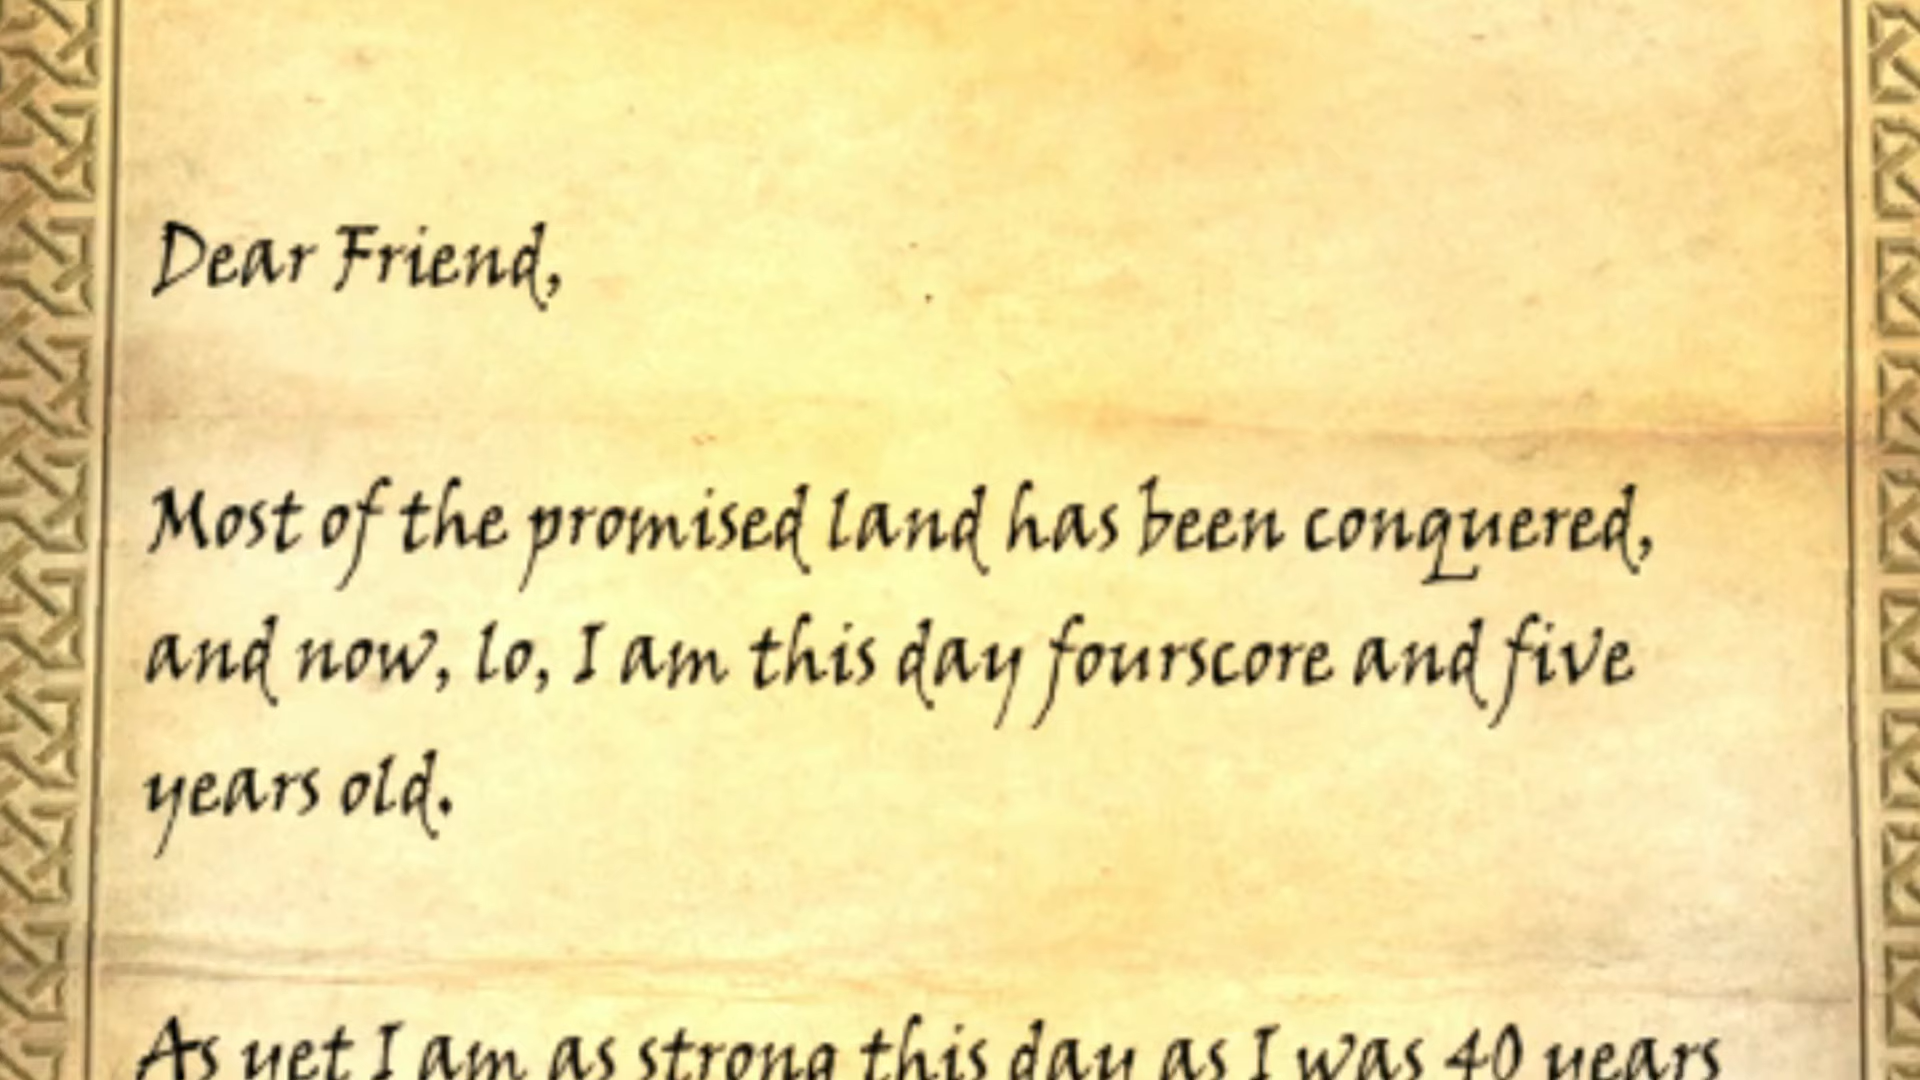 Dear Friend,
Most of the promised land has been conquered,
and now, lo, I am this day fourscore and five
years old.
As yet I am as strong this day as I was 40 years